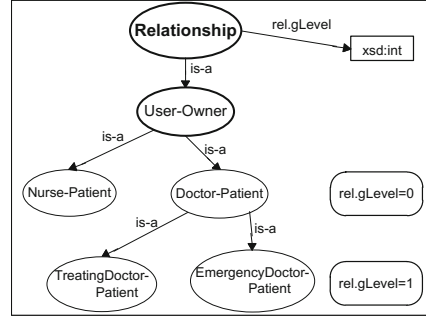 Relationship
rel.gLevel
xsd:int
is-a
User-Owner
is-a
is-a
Nurse-Patient
Doctor-Patient
rel.gLevel=0
is-a
is-a
TreatingDoctor-
Patient
EmergencyDoctor-
Patient
rel.gLevel=1